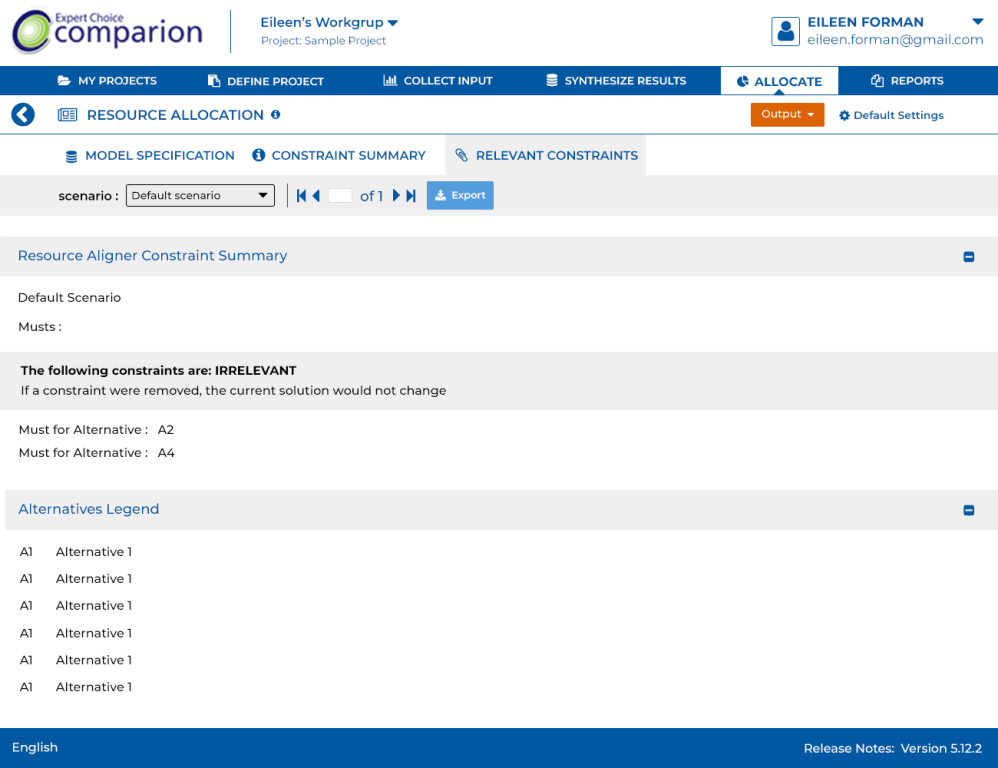 Expert Choice
comparion
Eileen's Workgrup
Project: Sample Project
EILEEN FORMAN
eileen.forman@gmail.com
MY PROJECTS
DEFINE PROJECT
COLLECT INPUT
SYNTHESIZE RESULTS
ALLOCATE
REPORTS
RESOURCE ALLOCATION
Output
Default Settings
MODEL SPECIFICATION
CONSTRAINT SUMMARY
RELEVANT CONSTRAINTS
scenario :
Default scenario
of 1
Export
Resource Aligner Constraint Summary
Default Scenario
Musts :
The following constraints are: IRRELEVANT
If a constraint were removed, the current solution would not change
Must for Alternative : A2
Must for Alternative : A4
Alternatives Legend
A1 Alternative 1
A1 Alternative 1
A1 Alternative 1
A1 Alternative 1
A1 Alternative 1
A1 Alternative 1
English
Release Notes: Version 5.12.2